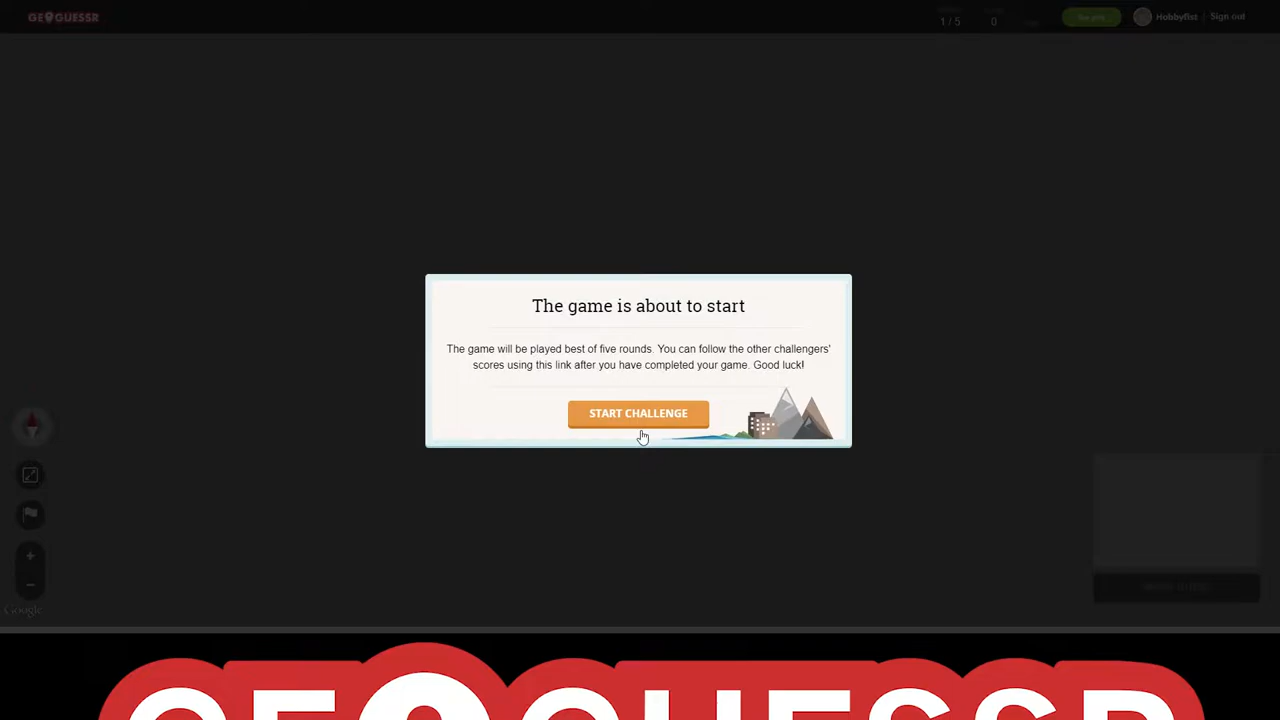 GEOGUESSR
1 / 5
0
Hobbyfist / Sign out
The game is about to start
The game will be played best of five rounds. You can follow the other challengers'
scores using this link after you have completed your game. Good luck!
START CHALLENGE
+
−
Google
GEOGUESSR